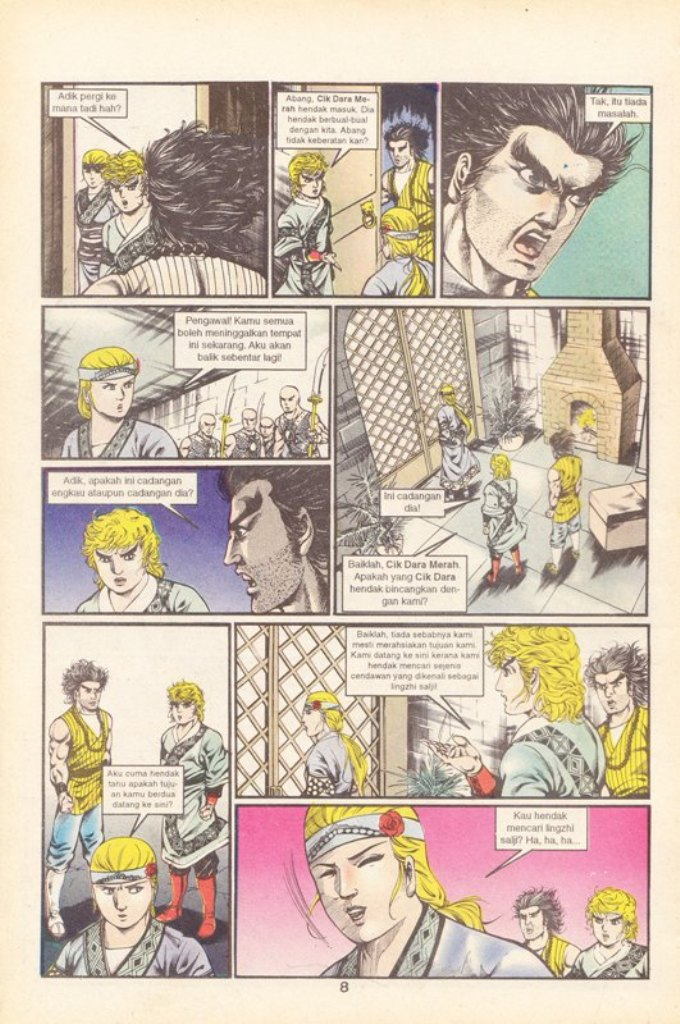 Adik pergi ke
mana tadi hah?
Abang, Cik Dara Me-
rah hendak masuk. Dia
hendak berbual-bual
dengan kita. Abang
tidak keberatan kan?
Tak, itu tiada
masalah.
Pengawal! Kamu semua
boleh meninggalkan tempat
ini sekarang. Aku akan
balik sebentar lagi!
Adik, apakah ini cadangan
engkau ataupun cadangan dia?
Ini cadangan
dia!
Baiklah, Cik Dara Merah.
Apakah yang Cik Dara
hendak bincangkan den-
gan kami?
Aku cuma hendak
tahu apakah tuju-
an kamu berdua
datang ke sini?
Baiklah, tiada sebabnya kami
mesti merahsiakan tujuan kami.
Kami datang ke sini kerana kami
hendak mencari sejenis
cendawan yang dikenali sebagai
lingzhi salji!
Kau hendak
mencari lingzhi
salji? Ha, ha, ha...
8